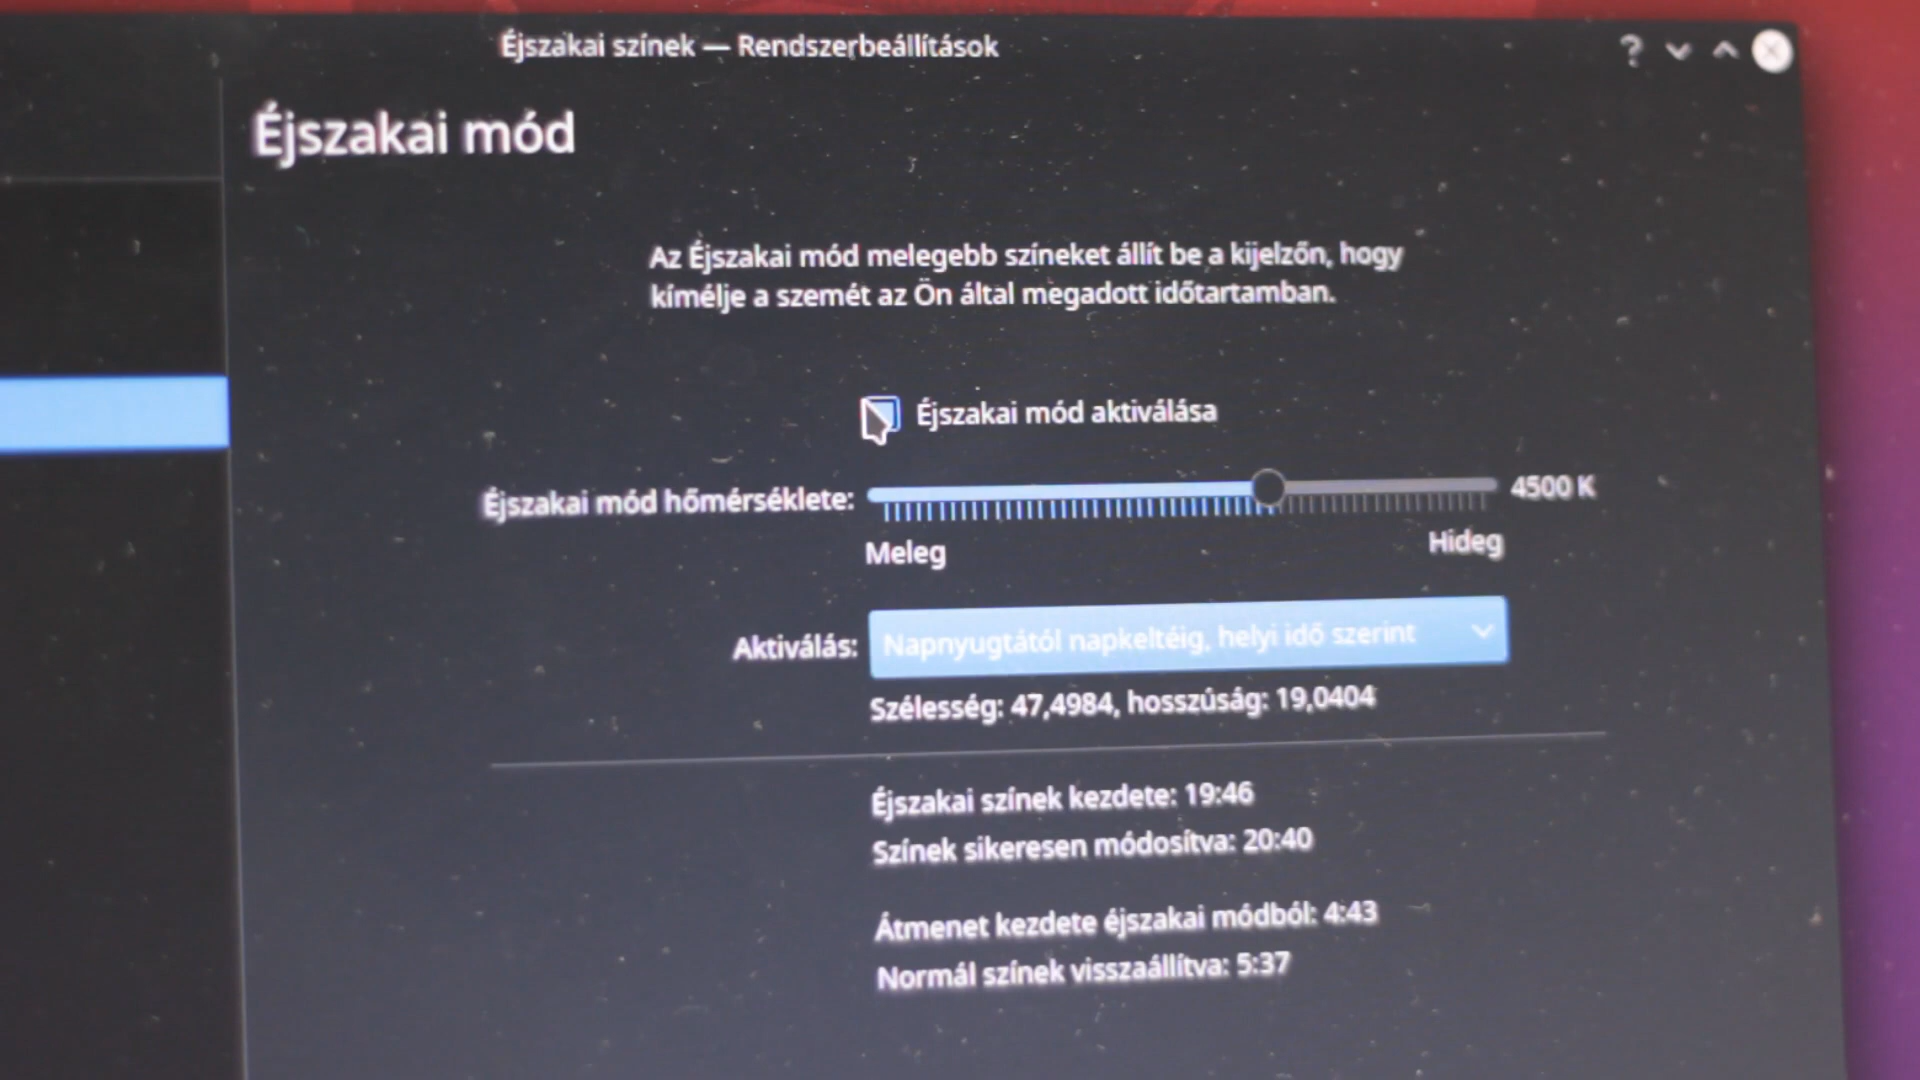 Éjszakai színek — Rendszerbeállítások
Éjszakai mód
Az Éjszakai mód melegebb színeket állít be a kijelzőn, hogy
kímélje a szemét az Ön által megadott időtartamban.
Éjszakai mód aktiválása
Éjszakai mód hőmérséklete: 4500 K
Meleg Hideg
Aktiválás: Napnyugtától napkeltéig, helyi idő szerint
Szélesség: 47,4984, hosszúság: 19,0404
Éjszakai színek kezdete: 19:46
Színek sikeresen módosítva: 20:40
Átmenet kezdete éjszakai módból: 4:43
Normál színek visszaállítva: 5:37